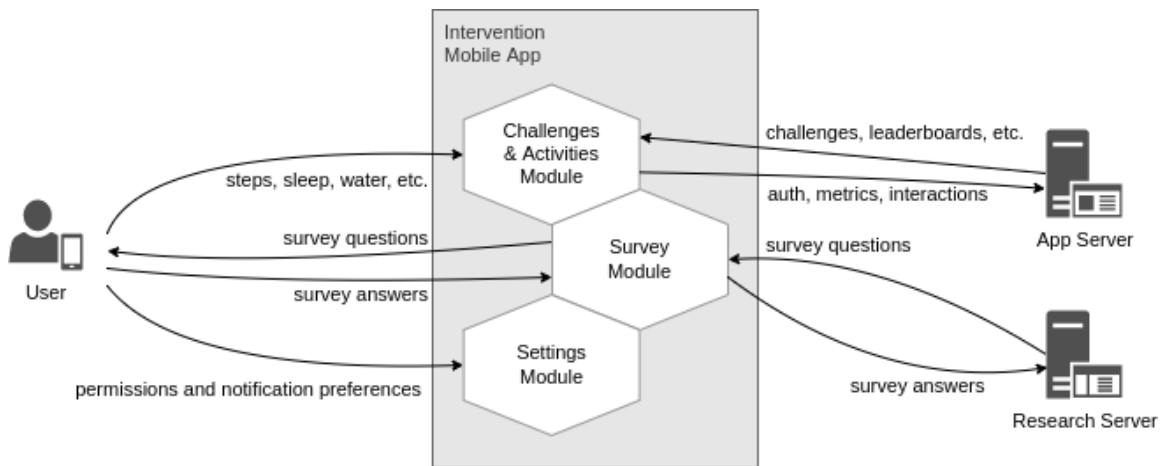 Intervention
Mobile App
Challenges
& Activities
Module
challenges, leaderboards, etc.
steps, sleep, water, etc.
auth, metrics, interactions
App Server
survey questions
Survey
Module
survey questions
User
survey answers
Settings
Module
permissions and notification preferences
survey answers
Research Server